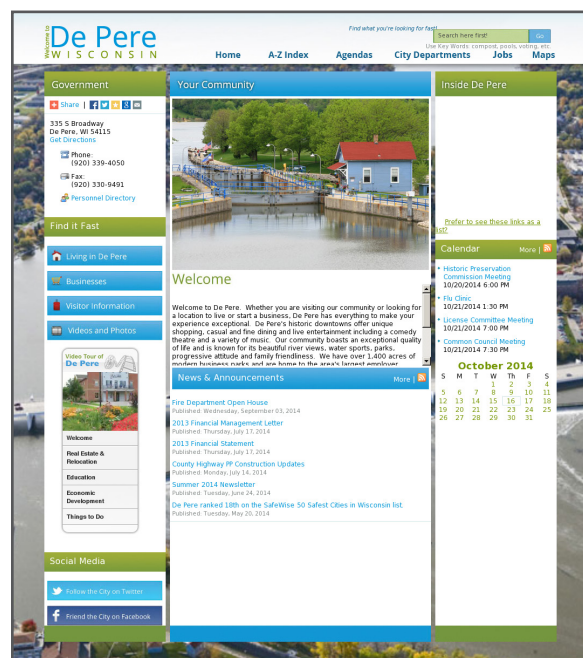 Welcome to
De Pere
WISCONSIN
Find what you're looking for fast!
Search here first!
Go
Use Key Words: compost, pools, voting, etc.
Home
A-Z Index
Agendas
City Departments
Jobs
Maps
Government
Share |
335 S Broadway
De Pere, WI 54115
Get Directions
Phone:
(920) 339-4050
Fax:
(920) 330-9491
Personnel Directory
Find it Fast
Living in De Pere
Businesses
Visitor Information
Videos and Photos
Video Tour of
De Pere
Welcome
Real Estate &
Relocation
Education
Economic
Development
Things to Do
Social Media
Follow the City on Twitter
Friend the City on Facebook
Your Community
Welcome
Welcome to De Pere. Whether you are visiting our community or looking for
a location to live or start a business, De Pere has everything to make your
experience exceptional. De Pere's historic downtowns offer unique
shopping, casual and fine dining and live entertainment including a comedy
theatre and a variety of music. Our community boasts an exceptional quality
of life and is known for its beautiful river views, water sports, parks,
progressive attitude and family friendliness. We have over 1,400 acres of
modern business parks and are home to the area's largest employer
News & Announcements
More |
Fire Department Open House
Published: Wednesday, September 03, 2014
2013 Financial Management Letter
Published: Thursday, July 17, 2014
2013 Financial Statement
Published: Thursday, July 17, 2014
County Highway PP Construction Updates
Published: Monday, July 14, 2014
Summer 2014 Newsletter
Published: Tuesday, June 24, 2014
De Pere ranked 18th on the SafeWise 50 Safest Cities in Wisconsin list.
Published: Tuesday, May 20, 2014
Inside De Pere
Prefer to see these links as a
list?
Calendar
More |
Historic Preservation
Commission Meeting
10/20/2014 6:00 PM
Flu Clinic
10/21/2014 1:30 PM
License Committee Meeting
10/21/2014 7:00 PM
Common Council Meeting
10/21/2014 7:30 PM
October 2014
S M T W Th F S
1 2 3 4
5 6 7 8 9 10 11
12 13 14 15 16 17 18
19 20 21 22 23 24 25
26 27 28 29 30 31